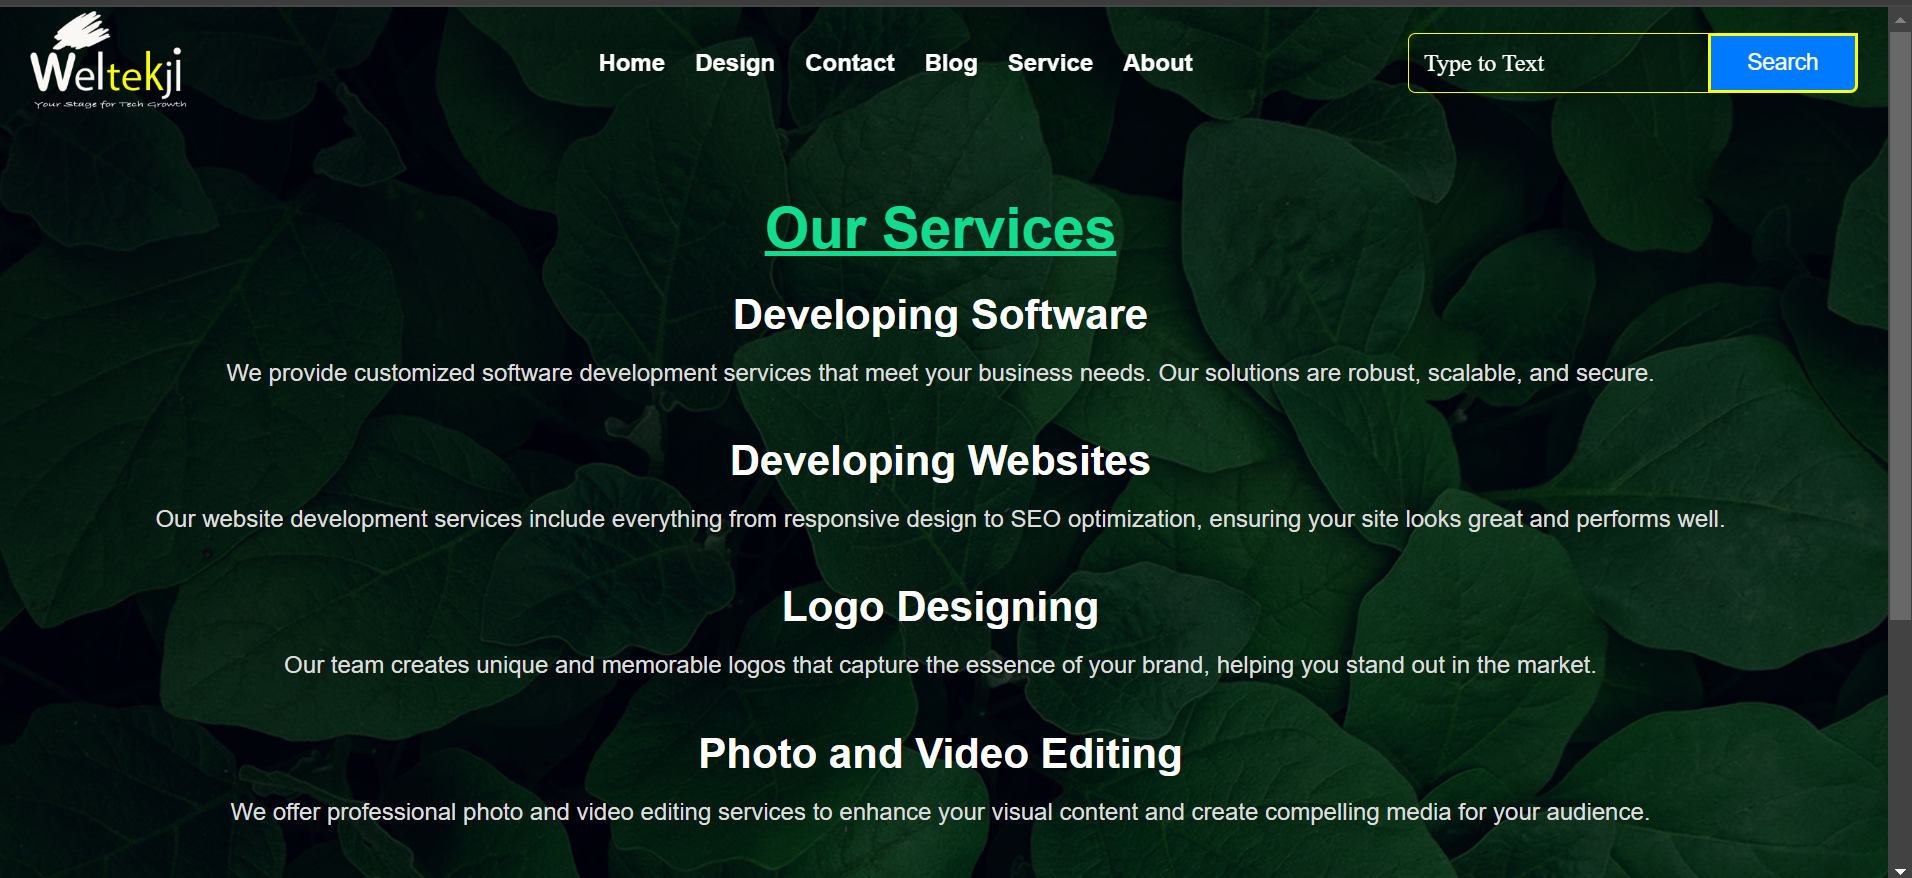 Weltekji
Your Stage for Tech Growth
Home Design Contact Blog Service About
Type to Text
Search
Our Services
Developing Software
We provide customized software development services that meet your business needs. Our solutions are robust, scalable, and secure.
Developing Websites
Our website development services include everything from responsive design to SEO optimization, ensuring your site looks great and performs well.
Logo Designing
Our team creates unique and memorable logos that capture the essence of your brand, helping you stand out in the market.
Photo and Video Editing
We offer professional photo and video editing services to enhance your visual content and create compelling media for your audience.